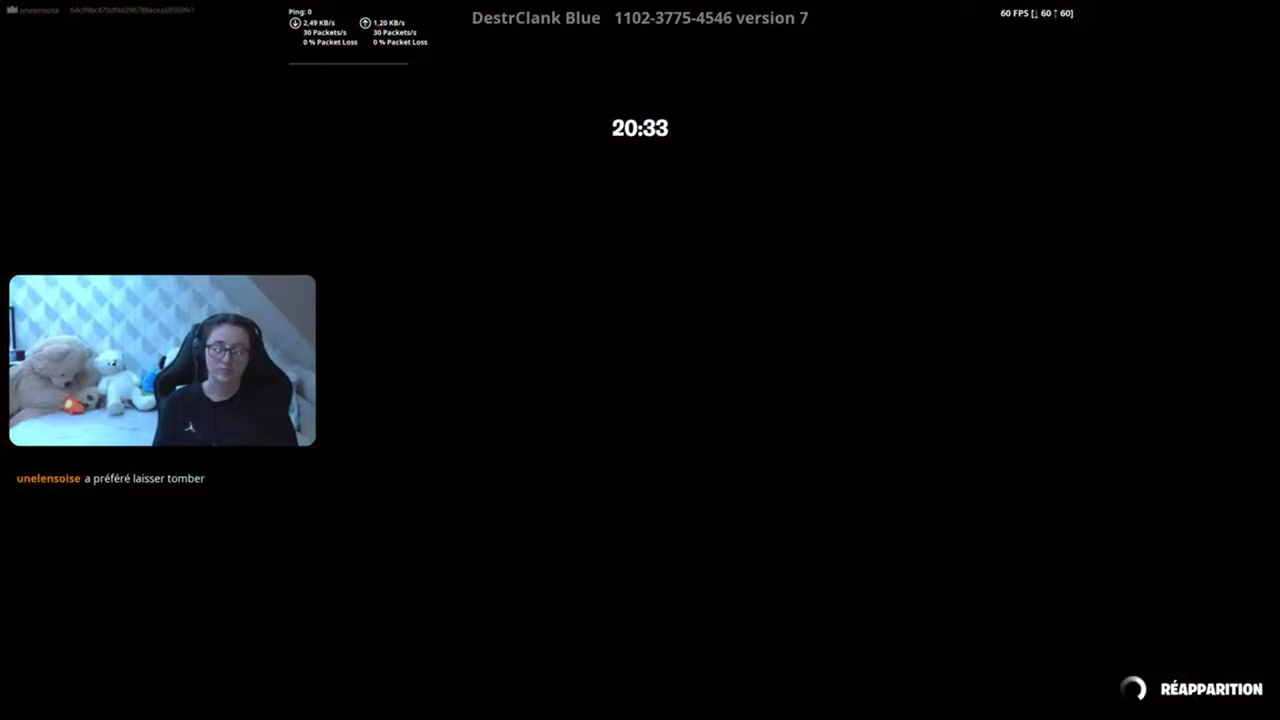 unelensoise
Ping: 0
2,49 KB/s 1,20 KB/s
30 Packets/s 30 Packets/s
0 % Packet Loss 0 % Packet Loss
DestrClank Blue 1102-3775-4546 version 7
60 FPS [↓ 60 ↑ 60]
20:33
unelensoise a préféré laisser tomber
RÉAPPARITION